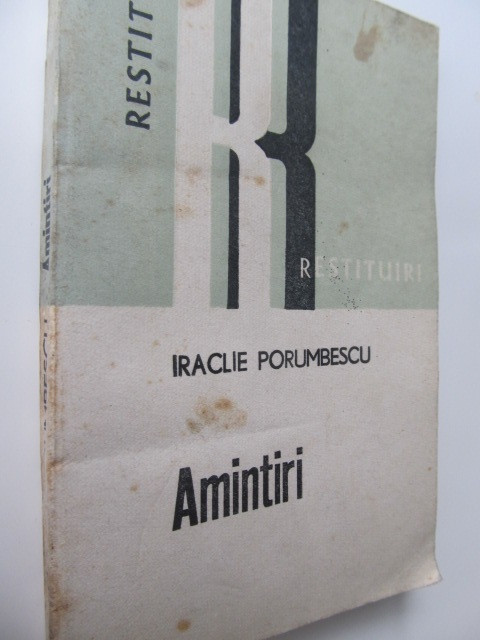 RESTIT
RESTITUIRI
IRACLIE PORUMBESCU
Amintiri
Amintiri